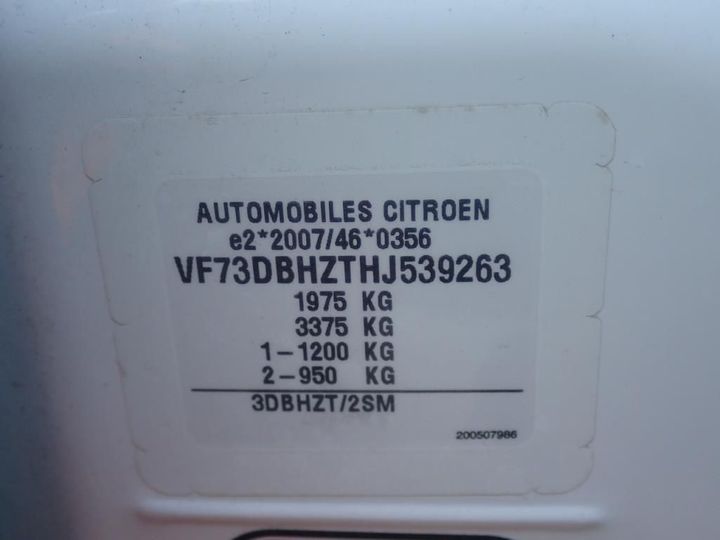 AUTOMOBILES CITROEN
e2*2007/46*0356
VF73DBHZTHJ539263
1975 KG
3375 KG
1-1200 KG
2-950 KG
3DBHZT/2SM
200507986